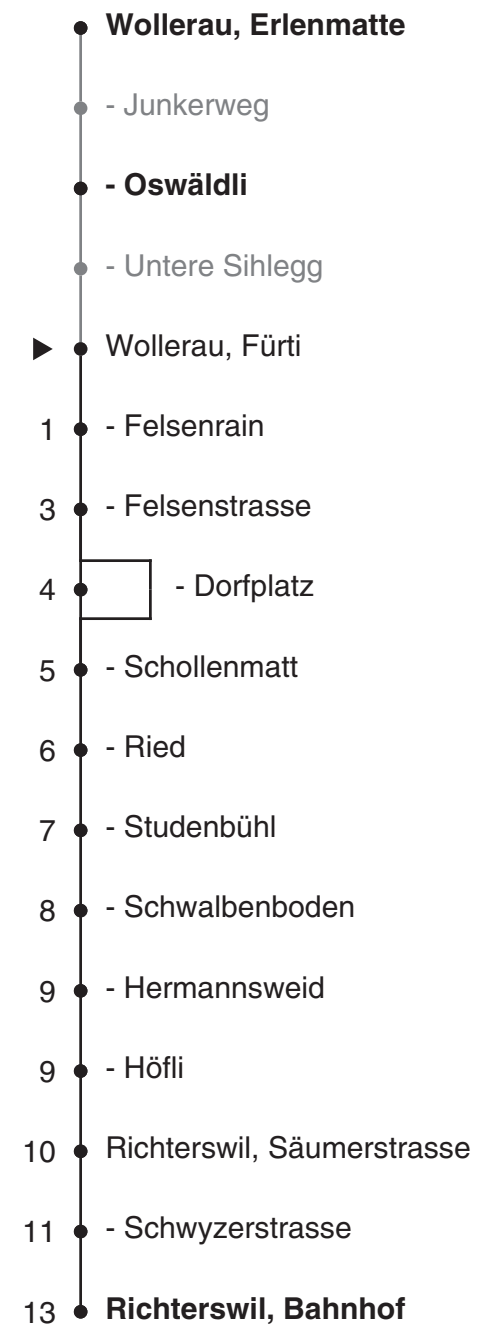 Wollerau, Erlenmatte
- Junkerweg
- Oswäldli
- Untere Sihlegg
Wollerau, Fürti
1 - Felsenrain
3 - Felsenstrasse
4 - Dorfplatz
5 - Schollenmatt
6 - Ried
7 - Studenbühl
8 - Schwalbenboden
9 - Hermannsweid
9 - Höfli
10 Richterswil, Säumerstrasse
11 - Schwyzerstrasse
13 Richterswil, Bahnhof